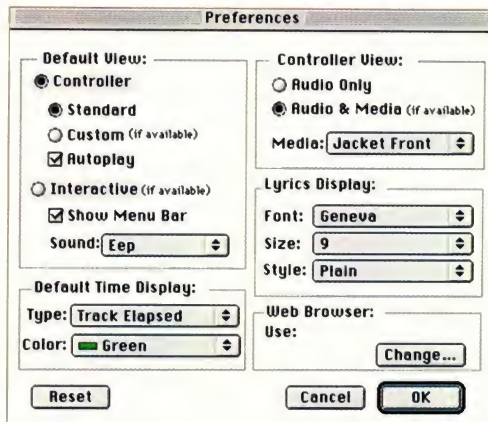 Preferences
Default View:
Controller
Standard
Custom (if available)
Autoplay
Interactive (if available)
Show Menu Bar
Sound: Eep
Default Time Display:
Type: Track Elapsed
Color: Green
Controller View:
Audio Only
Audio & Media (if available)
Media: Jacket Front
Lyrics Display:
Font: Geneva
Size: 9
Style: Plain
Web Browser:
Use:
Change...
Reset
Cancel
OK